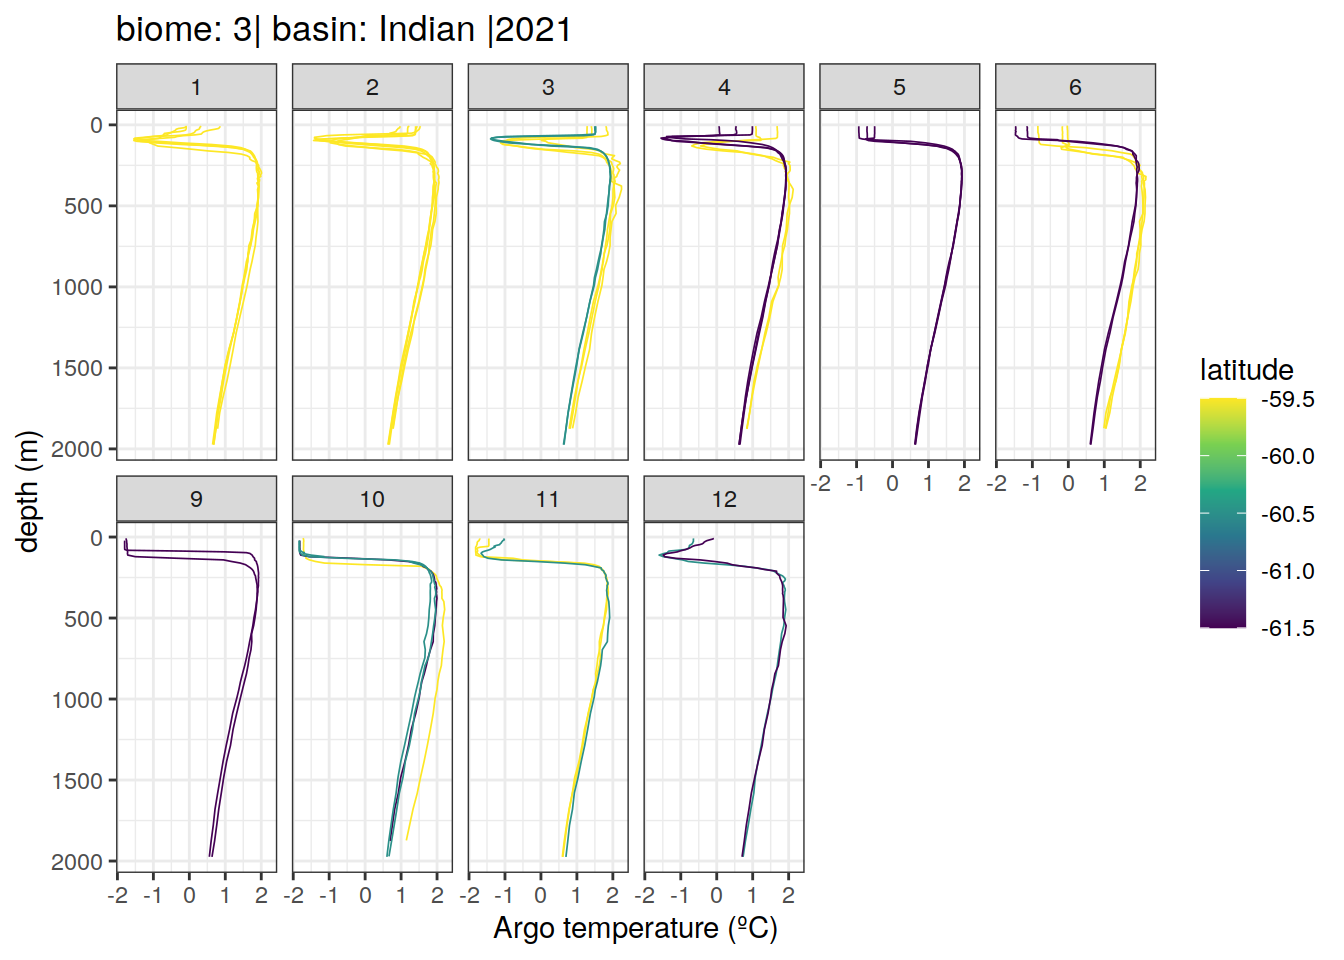 biome: 3| basin: Indian |2021
1 2 3 4 5 6
0
500
1000
1500
2000
-2 -1 0 1 2 -2 -1 0 1 2
9 10 11 12
0
500
1000
1500
2000
-2 -1 0 1 2 -2 -1 0 1 2 -2 -1 0 1 2 -2 -1 0 1 2
Argo temperature (ºC)
depth (m)
latitude
-59.5
-60.0
-60.5
-61.0
-61.5